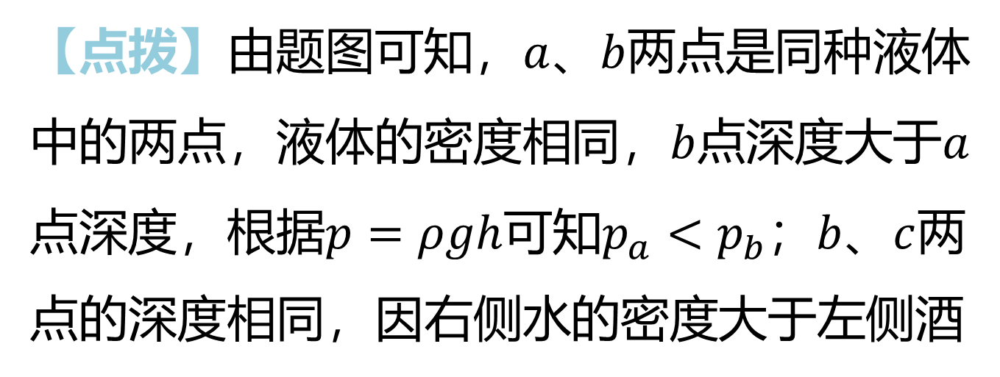 【点拨】由题图可知，a、b两点是同种液体
中的两点，液体的密度相同，b点深度大于a
点深度，根据p = ρgh可知pₐ < p_b；b、c两
点的深度相同，因右侧水的密度大于左侧酒